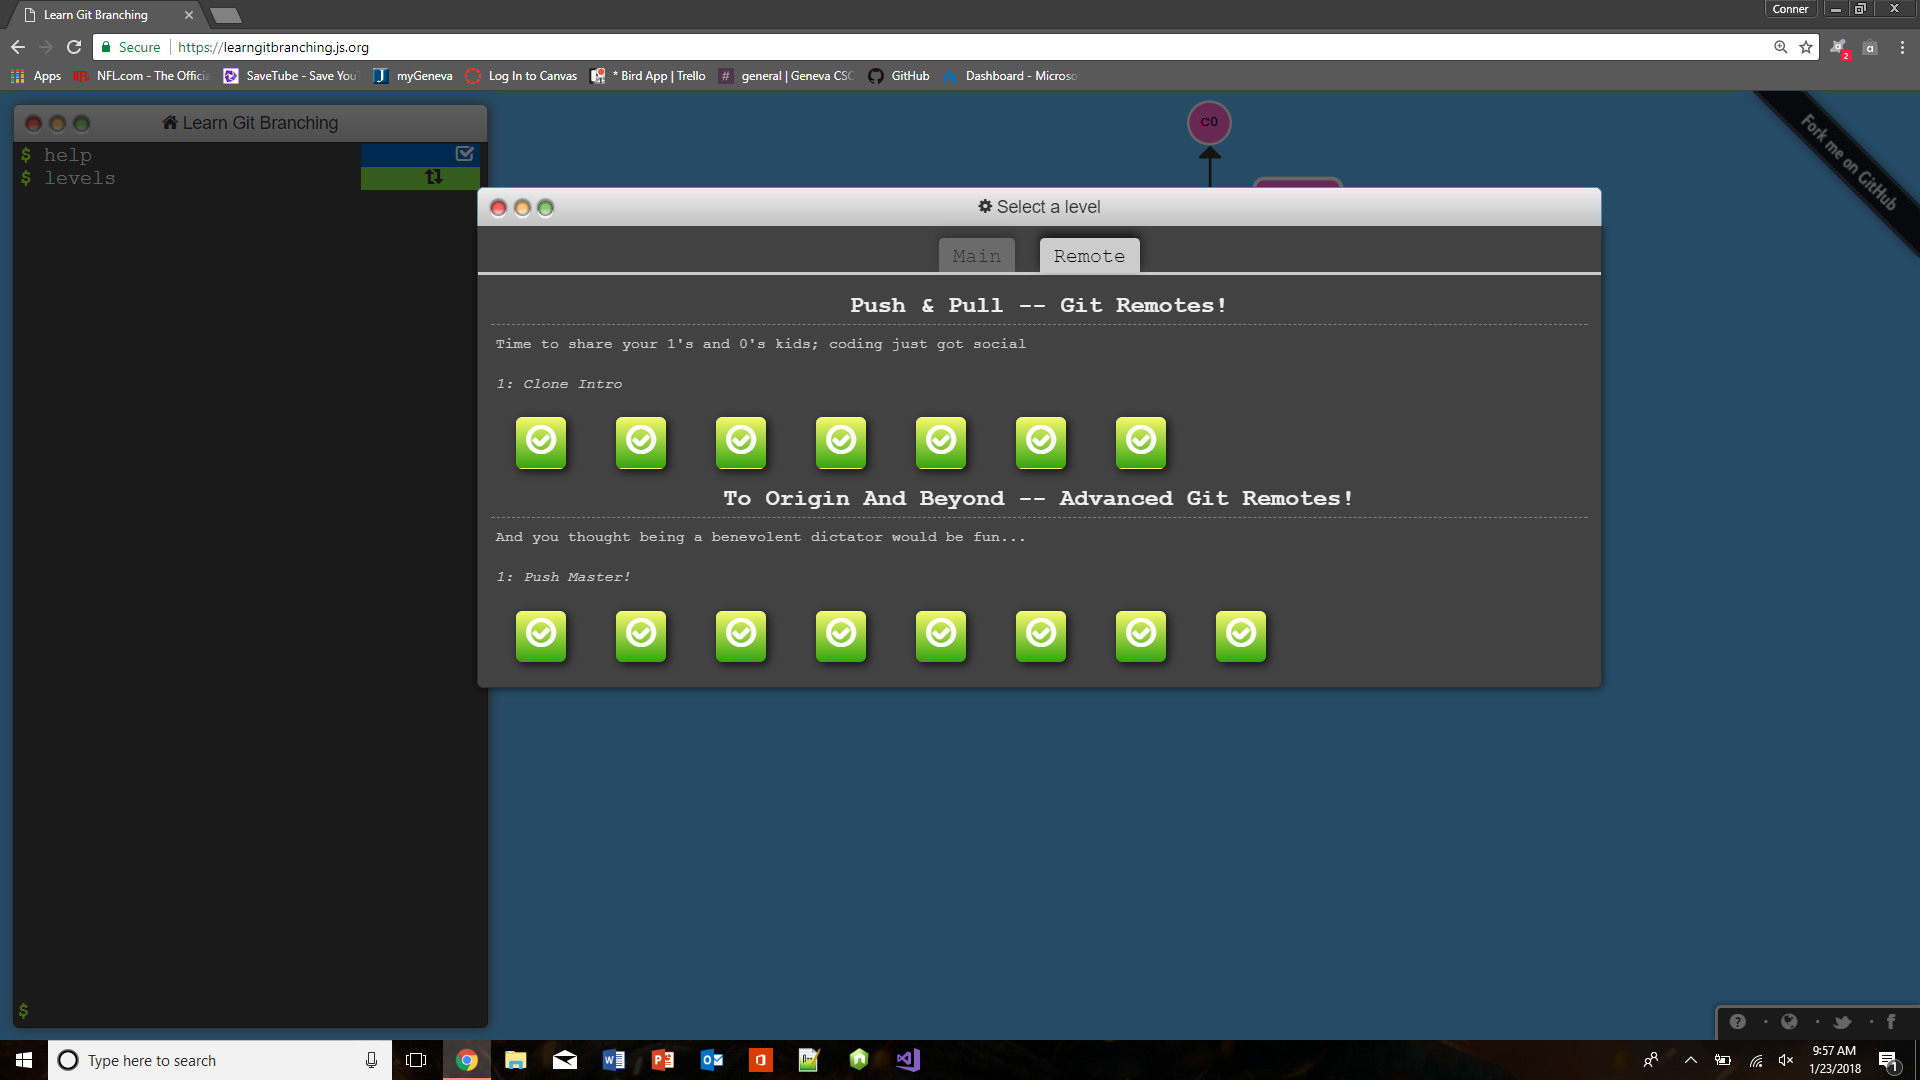 Learn Git Branching
Conner
Secure https://learngitbranching.js.org
2
Apps NFL.com - The Officia SaveTube - Save You myGeneva Log In to Canvas * Bird App | Trello # general | Geneva CSC GitHub Dashboard - Microso
Learn Git Branching
$ help
$ levels
C0
Fork me on GitHub
Select a level
Main Remote
Push & Pull -- Git Remotes!
Time to share your 1's and 0's kids; coding just got social
1: Clone Intro
To Origin And Beyond -- Advanced Git Remotes!
And you thought being a benevolent dictator would be fun...
1: Push Master!
$
Type here to search
9:57 AM
1/23/2018
1